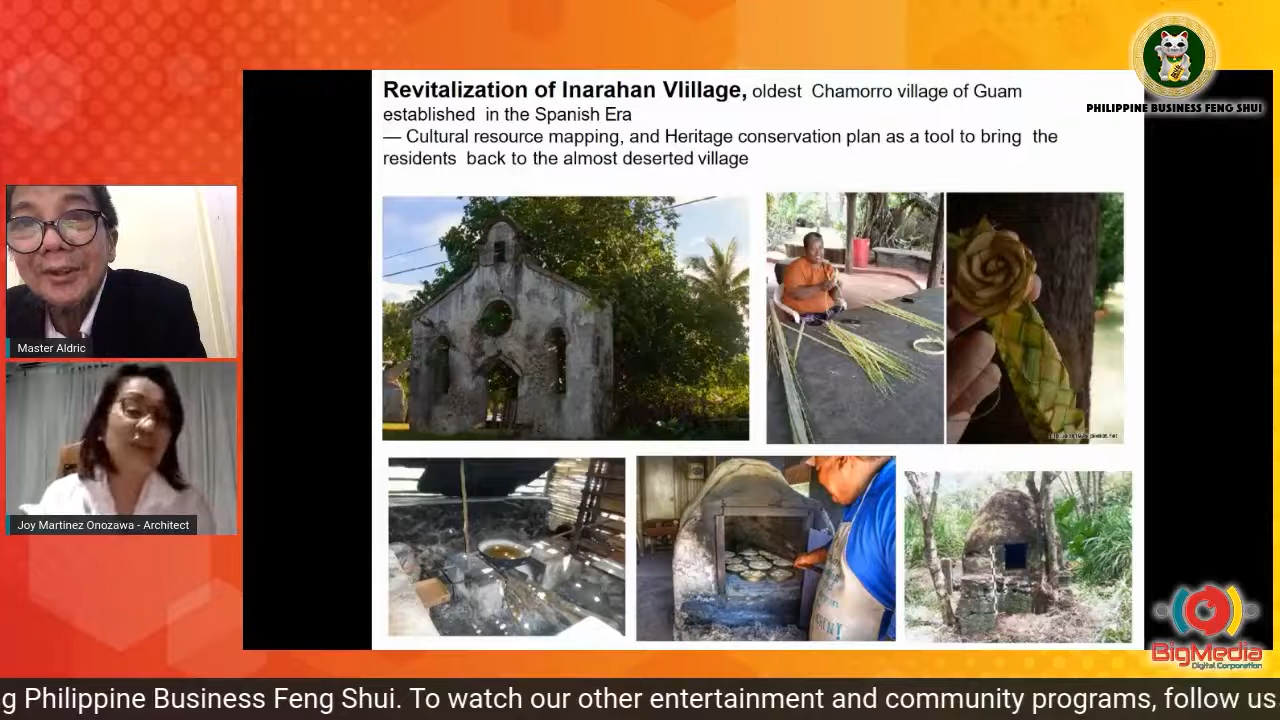 PHILIPPINE BUSINESS FENG SHUI
Revitalization of Inarahan Vlillage, oldest Chamorro village of Guam
established in the Spanish Era
— Cultural resource mapping, and Heritage conservation plan as a tool to bring the
residents back to the almost deserted village
Master Aldric
Joy Martinez Onozawa - Architect
BigMedia
Digital Corporation
g Philippine Business Feng Shui. To watch our other entertainment and community programs, follow us